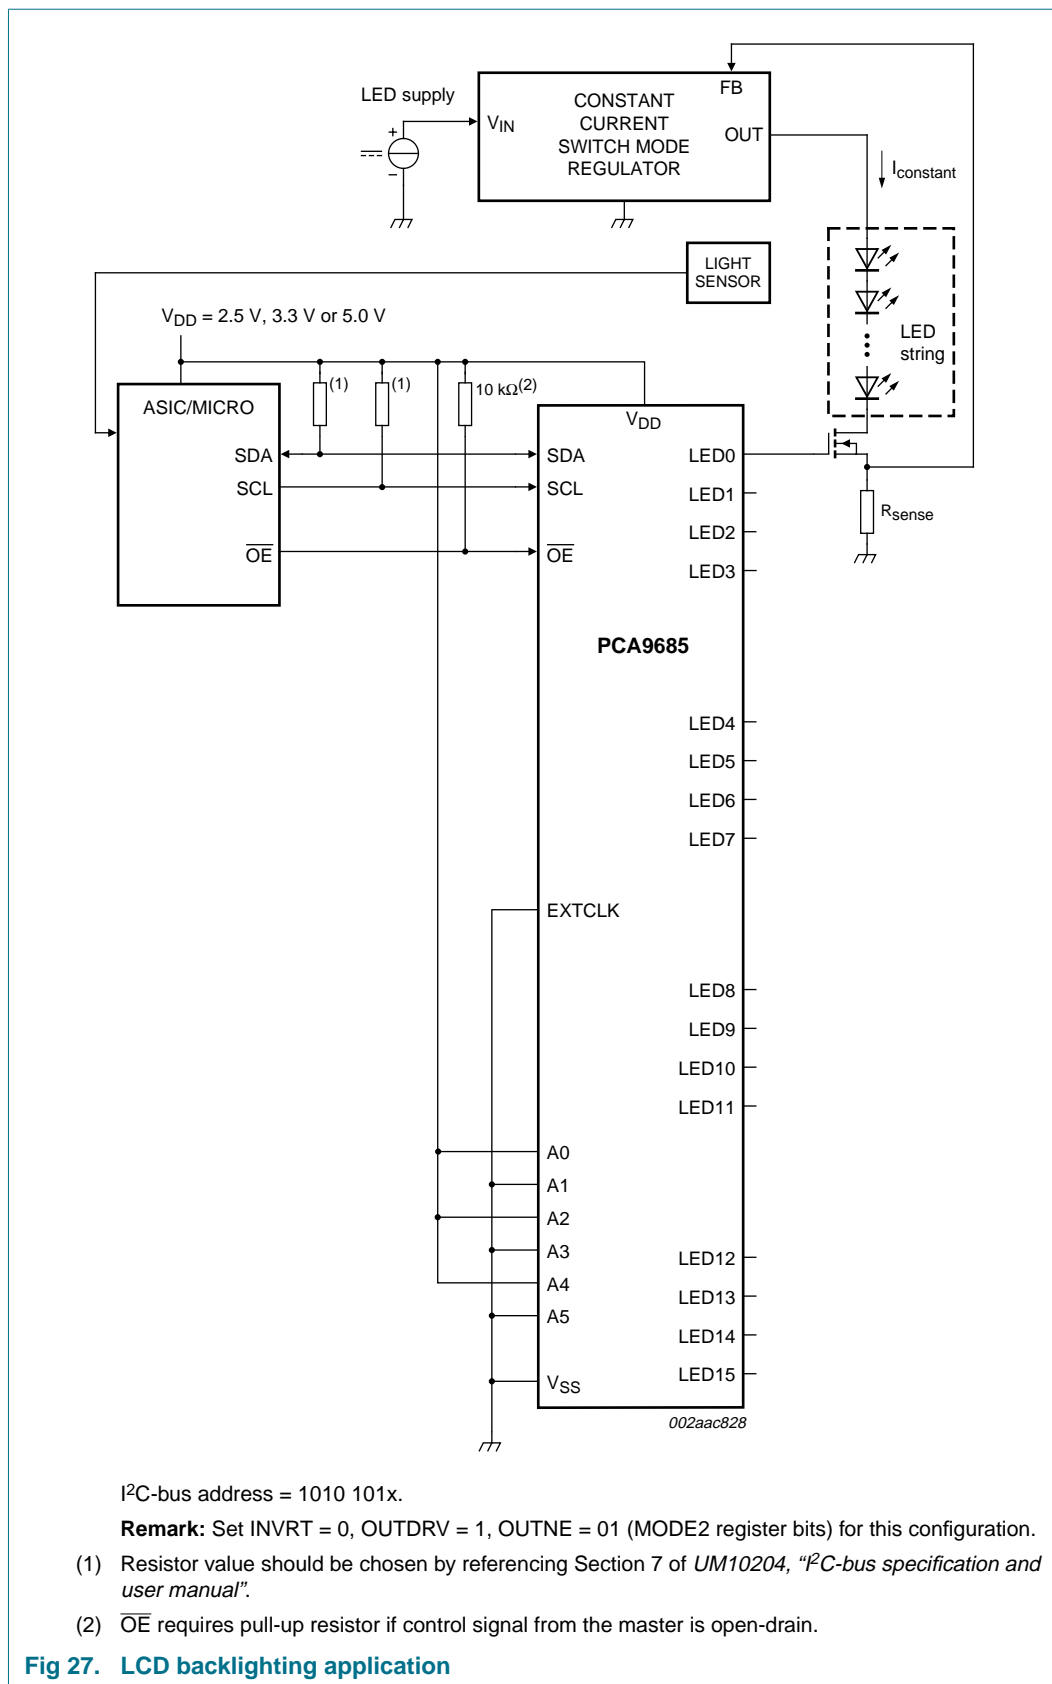 FB
LED supply
CONSTANT
CURRENT
SWITCH MODE
REGULATOR
VIN
OUT
+
−
Iconstant
LIGHT
SENSOR
LED
string
VDD = 2.5 V, 3.3 V or 5.0 V
(1)
(1)
10 kΩ(2)
ASIC/MICRO
SDA
SCL
OE
VDD
SDA
SCL
OE
LED0
LED1
LED2
LED3
Rsense
PCA9685
LED4
LED5
LED6
LED7
EXTCLK
LED8
LED9
LED10
LED11
A0
A1
A2
A3
A4
A5
VSS
LED12
LED13
LED14
LED15
002aac828
I2C-bus address = 1010 101x.
Remark: Set INVRT = 0, OUTDRV = 1, OUTNE = 01 (MODE2 register bits) for this configuration.
(1) Resistor value should be chosen by referencing Section 7 of UM10204, “I2C-bus specification and
user manual”.
(2) OE requires pull-up resistor if control signal from the master is open-drain.
Fig 27. LCD backlighting application